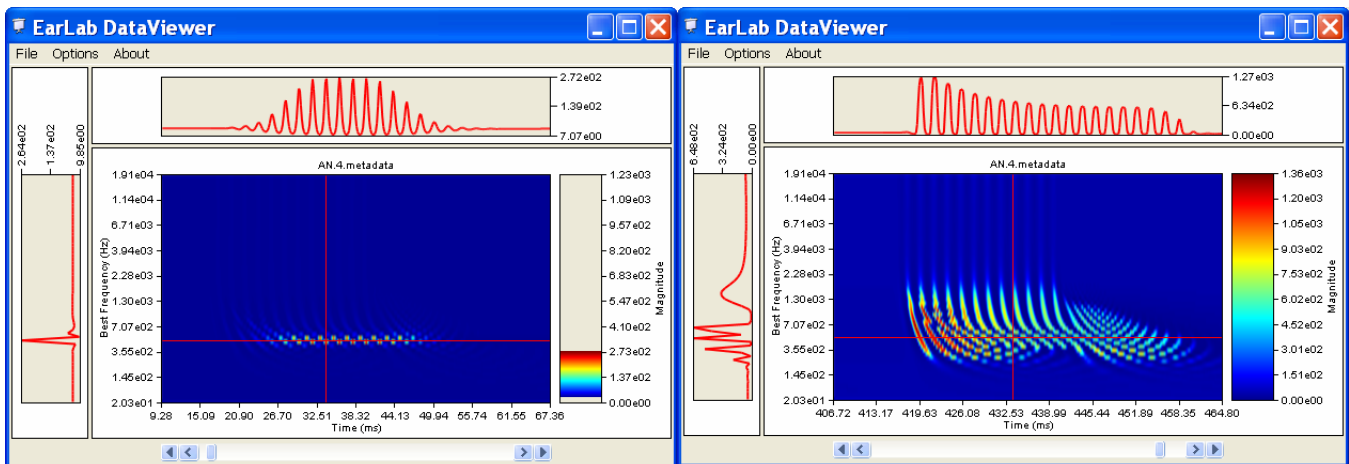 EarLab DataViewer
File Options About
2.72e02
1.39e02
7.07e00
2.64e02
1.37e02
9.85e00
AN.4.metadata
1.91e04
1.14e04
6.71e03
3.94e03
2.28e03
1.30e03
7.07e02
3.55e02
1.45e02
2.03e01
Best Frequency (Hz)
9.28 15.09 20.90 26.70 32.51 38.32 44.13 49.94 55.74 61.55 67.36
Time (ms)
1.23e03
1.09e03
9.57e02
8.20e02
6.83e02
5.47e02
4.10e02
2.73e02
1.37e02
0.00e00
Magnitude
EarLab DataViewer
File Options About
1.27e03
6.34e02
0.00e00
6.48e02
3.24e02
0.00e00
AN.4.metadata
1.91e04
1.14e04
6.71e03
3.94e03
2.28e03
1.30e03
7.07e02
3.55e02
1.45e02
2.03e01
Best Frequency (Hz)
406.72 413.17 419.63 426.08 432.53 438.99 445.44 451.89 458.35 464.80
Time (ms)
1.36e03
1.20e03
1.05e03
9.03e02
7.53e02
6.02e02
4.52e02
3.01e02
1.51e02
0.00e00
Magnitude